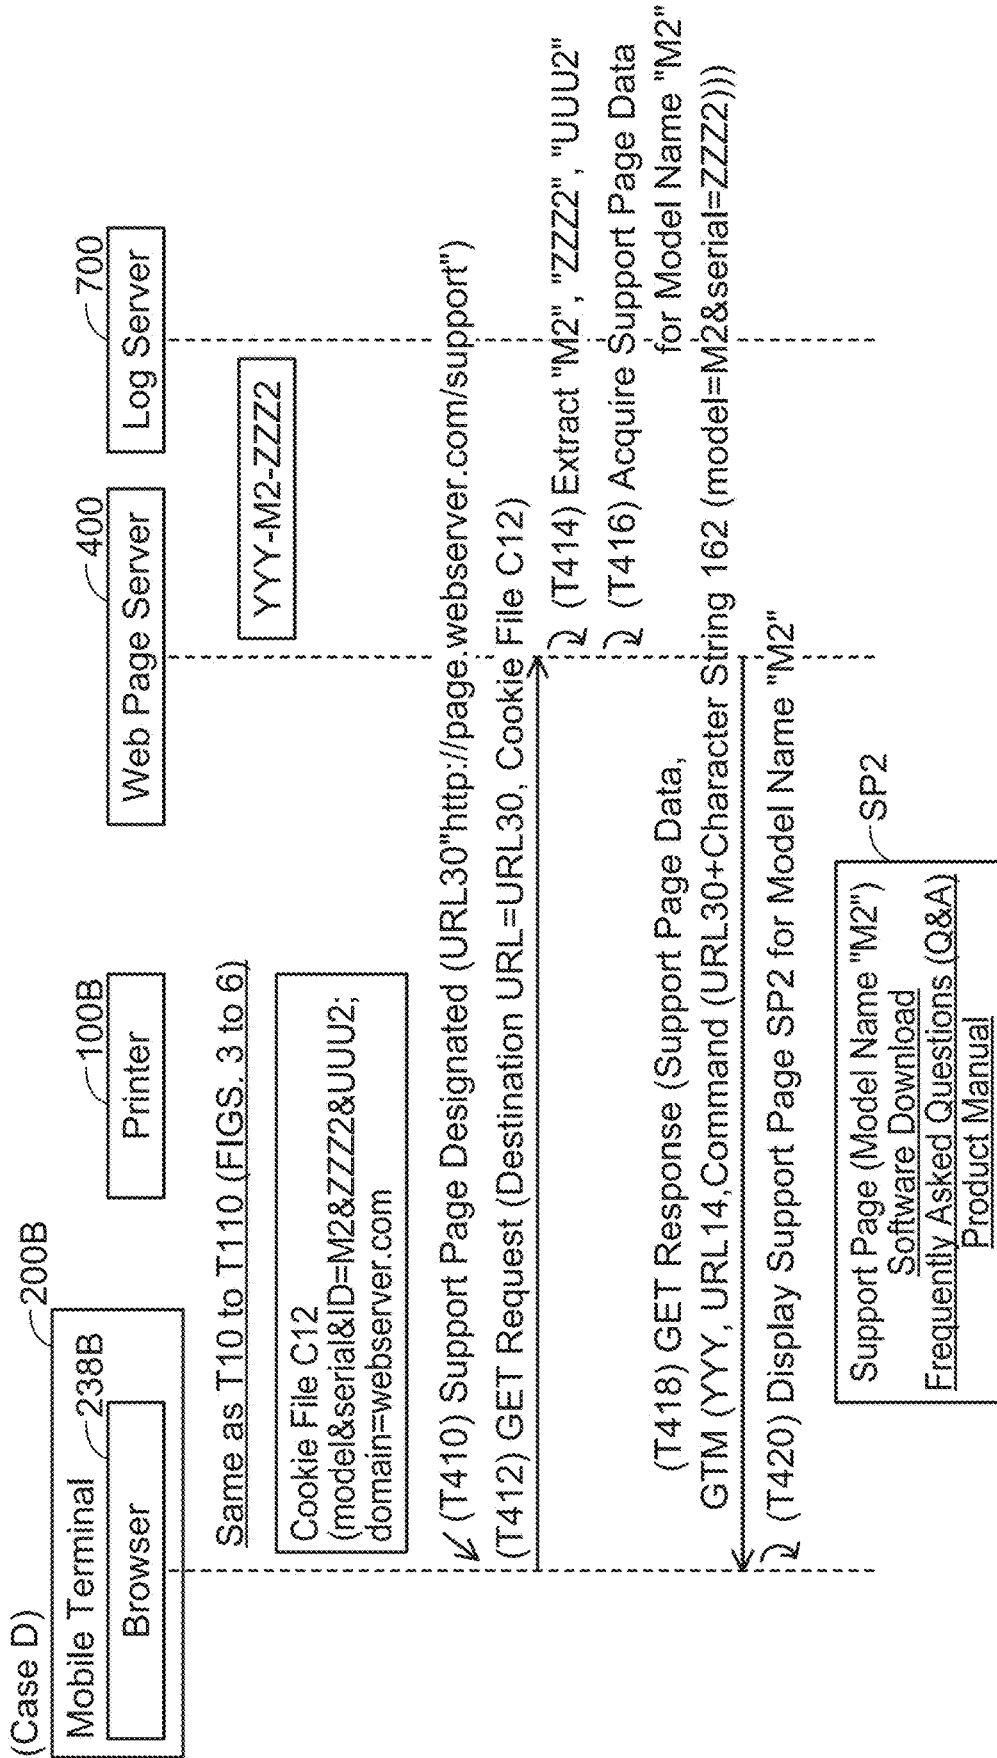 (Case D)
Mobile Terminal
200B
Browser
238B
Printer
100B
Web Page Server
400
Log Server
700
Same as T10 to T110 (FIGS. 3 to 6)
YYY-M2-ZZZ2
Cookie File C12
(model&serial&ID=M2&ZZZ2&UUU2;
domain=webserver.com
(T410) Support Page Designated (URL30"http://page.webserver.com/support")
(T412) GET Request (Destination URL=URL30, Cookie File C12)
(T414) Extract "M2", "ZZZ2", "UUU2"
(T416) Acquire Support Page Data
for Model Name "M2"
(T418) GET Response (Support Page Data,
GTM (YYY, URL14,Command (URL30+Character String 162 (model=M2&serial=ZZZ2)))
(T420) Display Support Page SP2 for Model Name "M2"
SP2
Support Page (Model Name "M2")
Software Download
Frequently Asked Questions (Q&A)
Product Manual